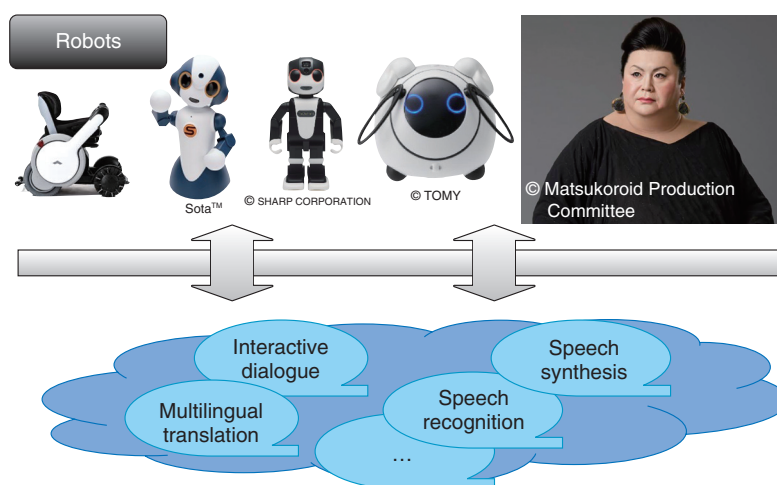 Robots
S
Sota™
© SHARP CORPORATION
© TOMY
© Matsukoroid Production
Committee
Interactive
dialogue
Speech
synthesis
Multilingual
translation
Speech
recognition
...